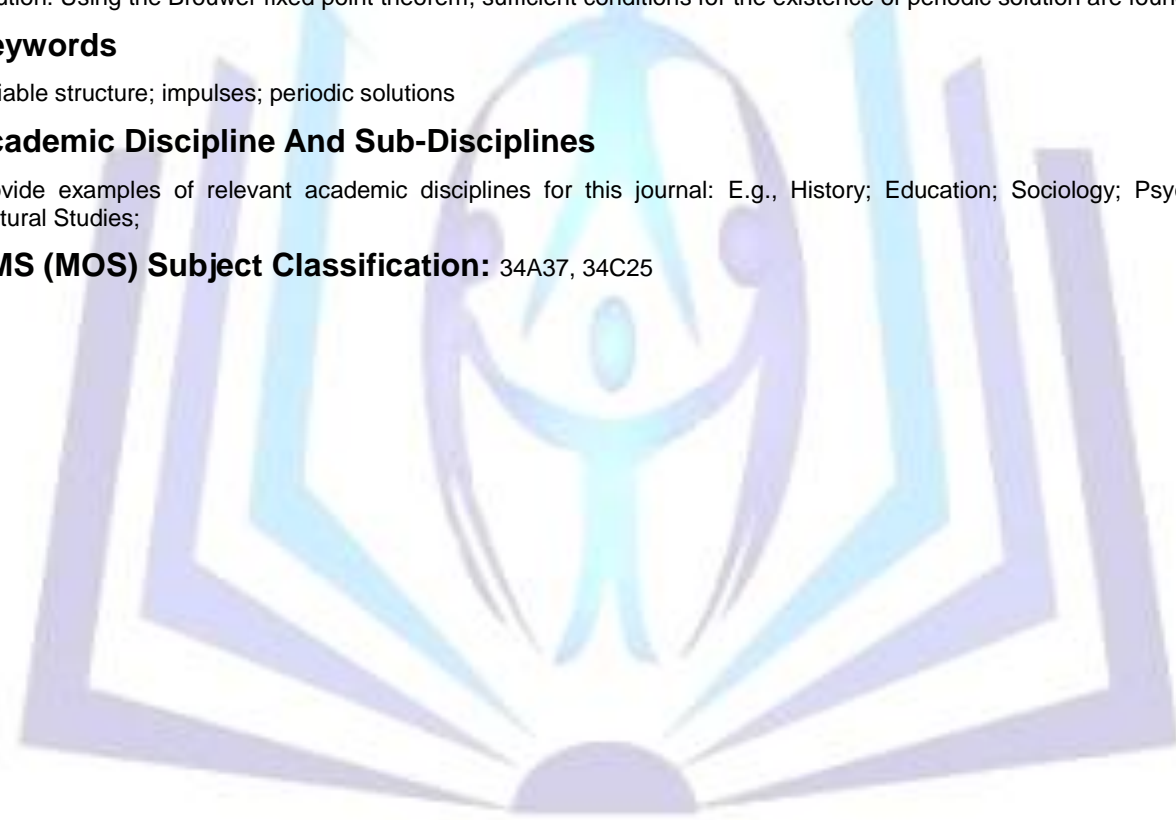 ution. Using the Brouwer fixed point theorem, sufficient conditions for the existence of periodic solution are foun
eywords
iable structure; impulses; periodic solutions
cademic Discipline And Sub-Disciplines
vide examples of relevant academic disciplines for this journal: E.g., History; Education; Sociology; Psy
tural Studies;
MS (MOS) Subject Classification: 34A37, 34C25